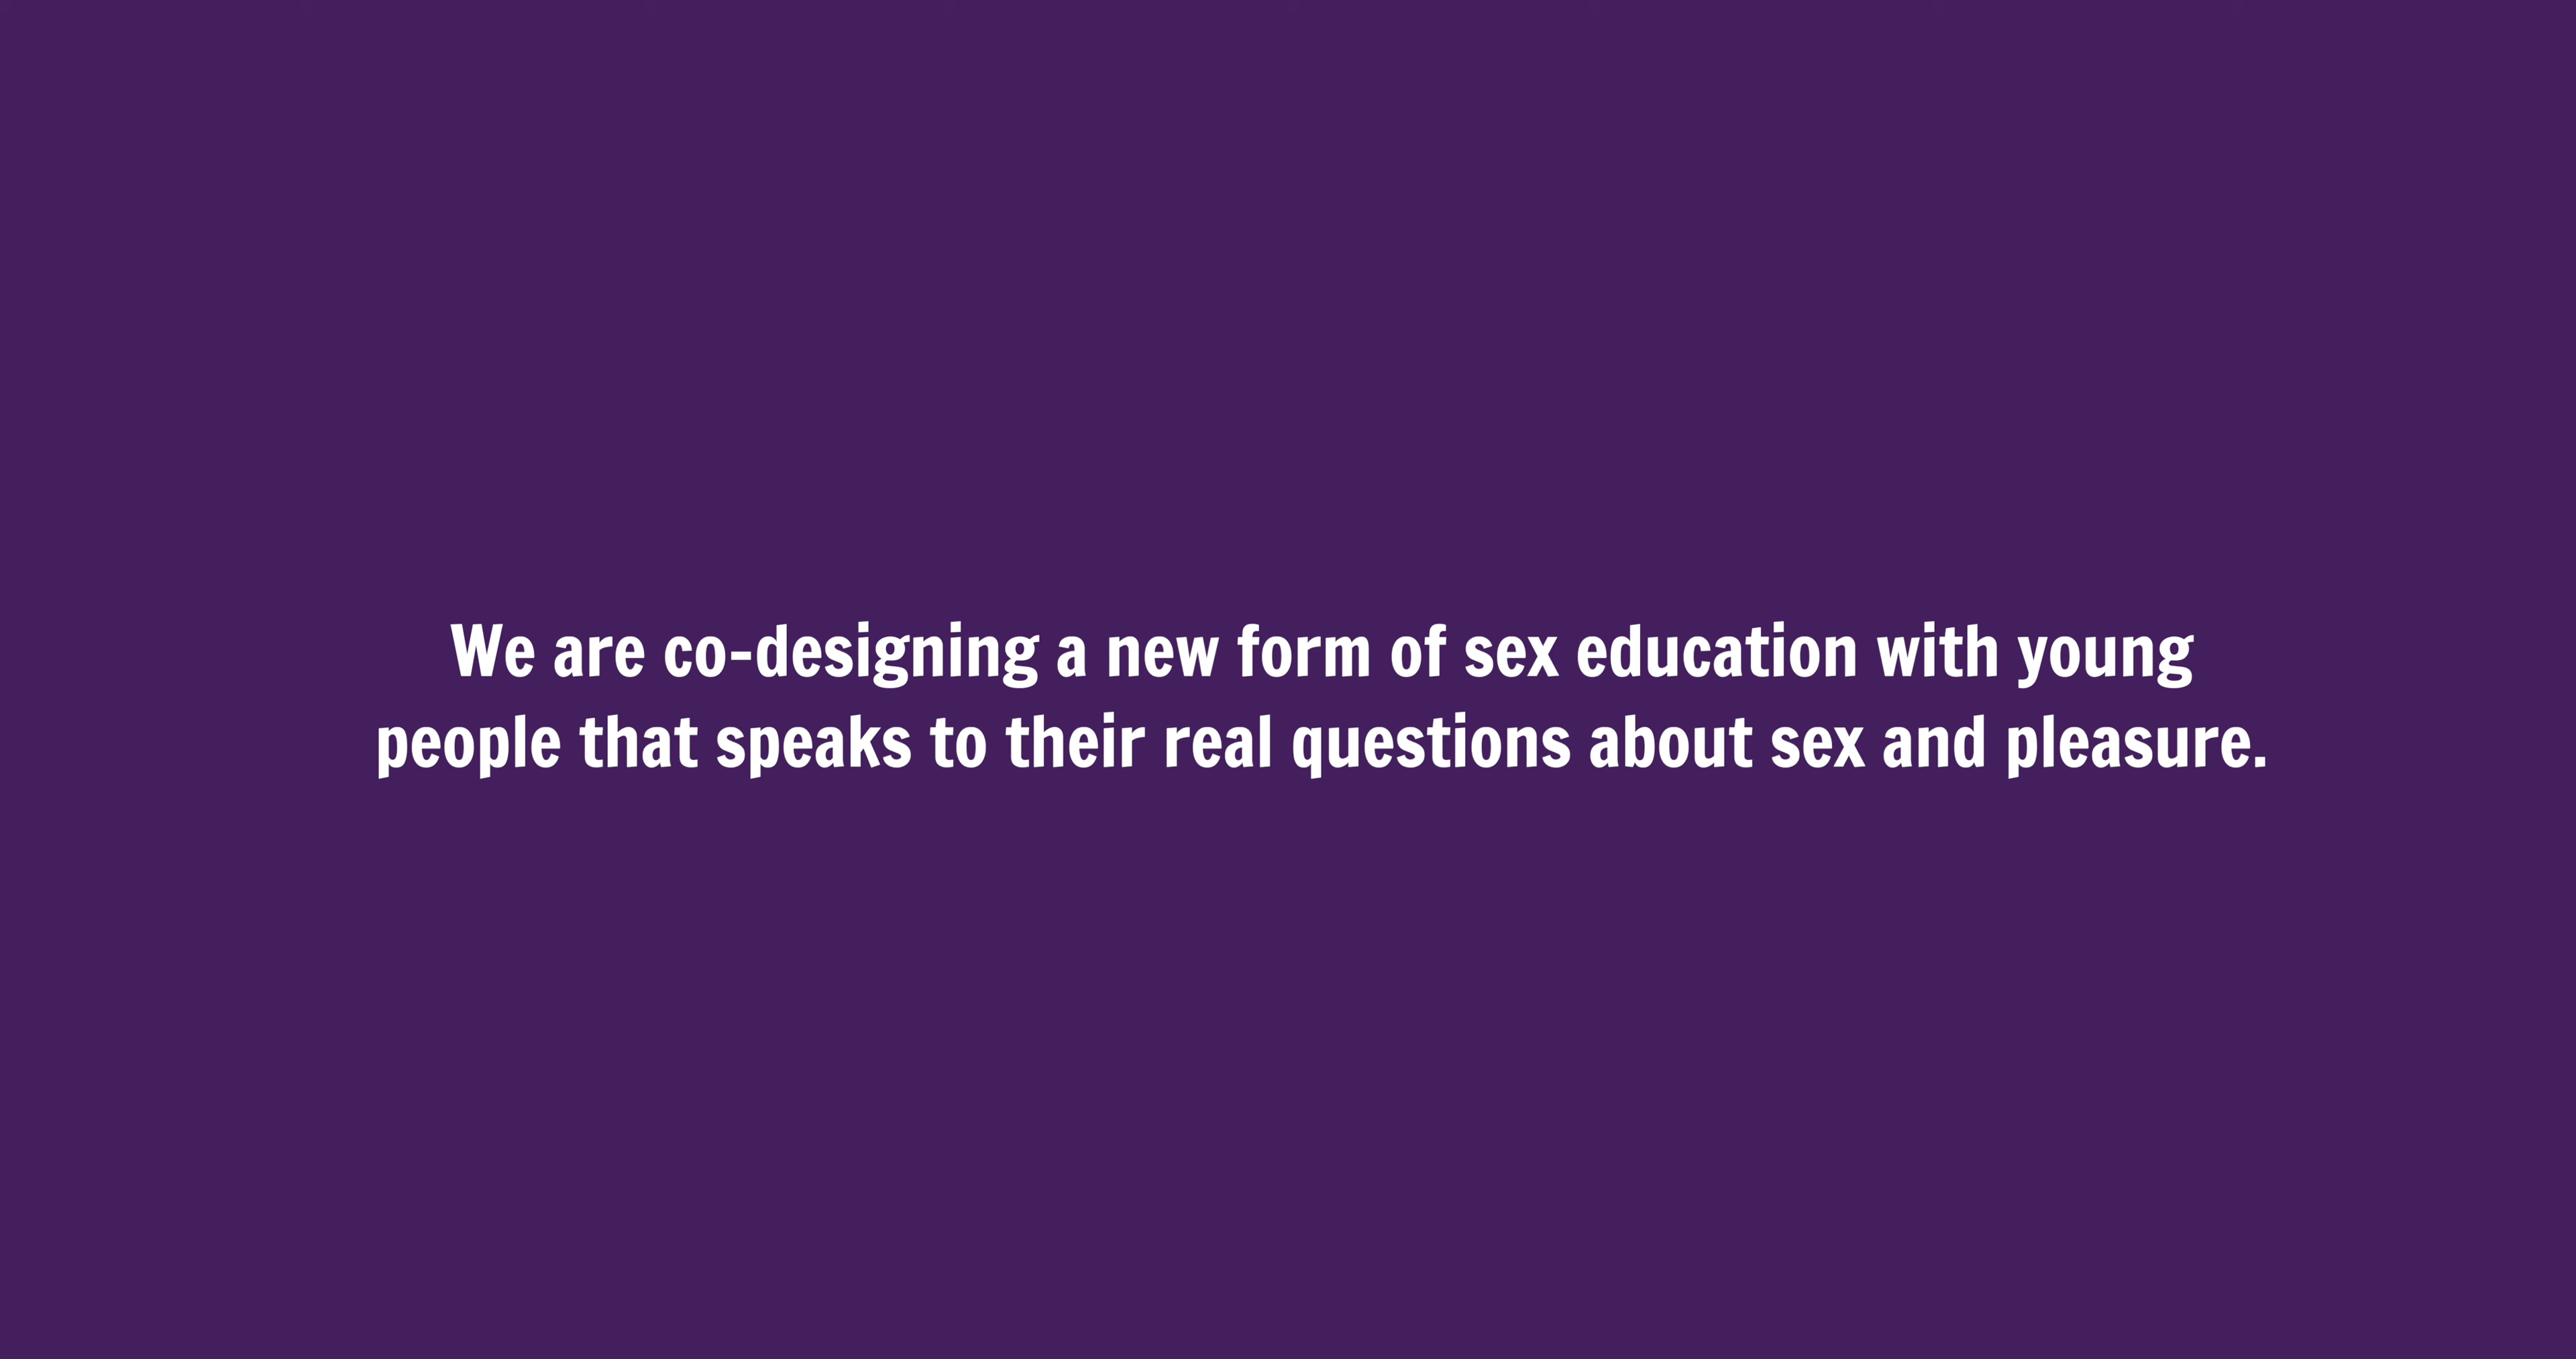 We are co-designing a new form of sex education with young
people that speaks to their real questions about sex and pleasure.